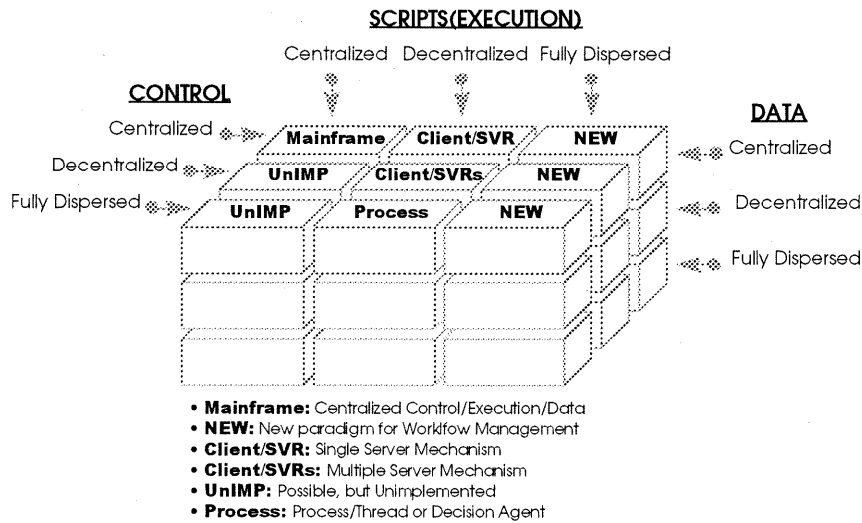 SCRIPTS(EXECUTION)
Centralized Decentralized Fully Dispersed
CONTROL
DATA
Centralized Mainframe Client/SVR NEW Centralized
Decentralized UnIMP Client/SVRs NEW
Fully Dispersed UnIMP Process NEW Decentralized
Fully Dispersed
• Mainframe: Centralized Control/Execution/Data
• NEW: New paradigm for Worklfow Management
• Client/SVR: Single Server Mechanism
• Client/SVRs: Multiple Server Mechanism
• UnIMP: Possible, but Unimplemented
• Process: Process/Thread or Decision Agent